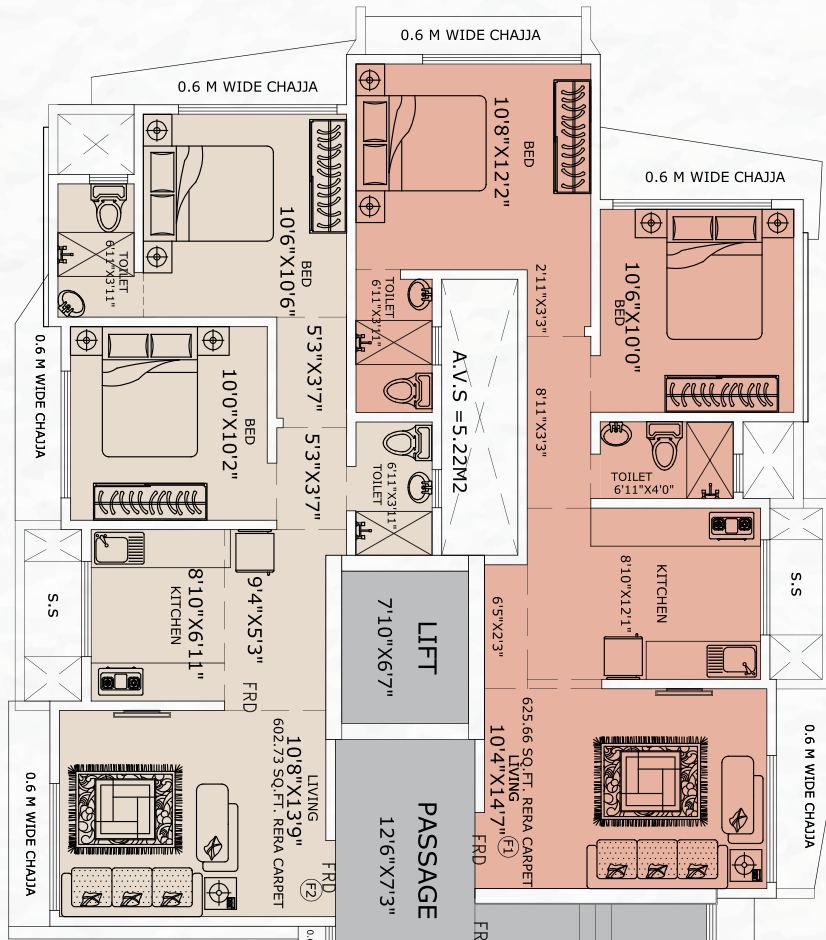 0.6 M WIDE CHAJJA
0.6 M WIDE CHAJJA
0.6 M WIDE CHAJJA
BED
10'8"X12'2"
BED
10'6"X10'6"
TOILET
6'11"X3'11"
BED
10'6"X10'0"
TOILET
6'11"X3'11"
2'11"X3'3"
5'3"X3'7"
0.6 M WIDE CHAJJA
BED
10'0"X10'2"
A.V.S =5.22M2
8'11"X3'3"
5'3"X3'7"
TOILET
6'11"X3'11"
TOILET
6'11"X4'0"
S.S
KITCHEN
8'10"X6'11"
9'4"X5'3"
FRD
LIFT
7'10"X6'7"
6'5"X2'3"
KITCHEN
8'10"X12'1"
S.S
LIVING
10'8"X13'9"
602.73 SQ.FT. RERA CARPET
F2
FRD
625.66 SQ.FT. RERA CARPET
LIVING
10'4"X14'7"
F1
FRD
0.6 M WIDE CHAJJA
0.6 M WIDE CHAJJA
PASSAGE
12'6"X7'3"
FRD
0.6